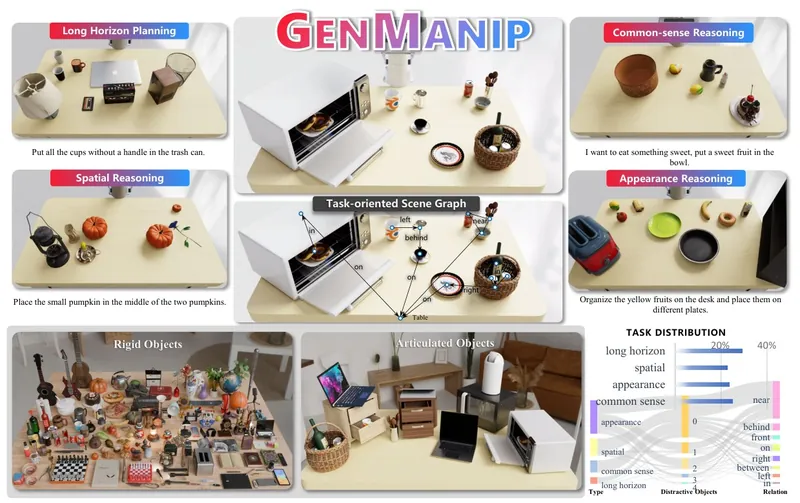 GENMANIP
Long Horizon Planning
Put all the cups without a handle in the trash can.
Common-sense Reasoning
I want to eat something sweet, put a sweet fruit in the
bowl.
Spatial Reasoning
Place the small pumpkin in the middle of the two pumpkins.
Task-oriented Scene Graph
in
left
behind
near
on
on
on
right
Table
Appearance Reasoning
Organize the yellow fruits on the desk and place them on
different plates.
Rigid Objects
Articulated Objects
TASK DISTRIBUTION
20%
40%
long horizon
spatial
appearance
common sense
appearance
spatial
common sense
long horizon
Type
0
1
2
3
4
Distractive Objects
near
behind
front
on
right
between
left
in
Relation